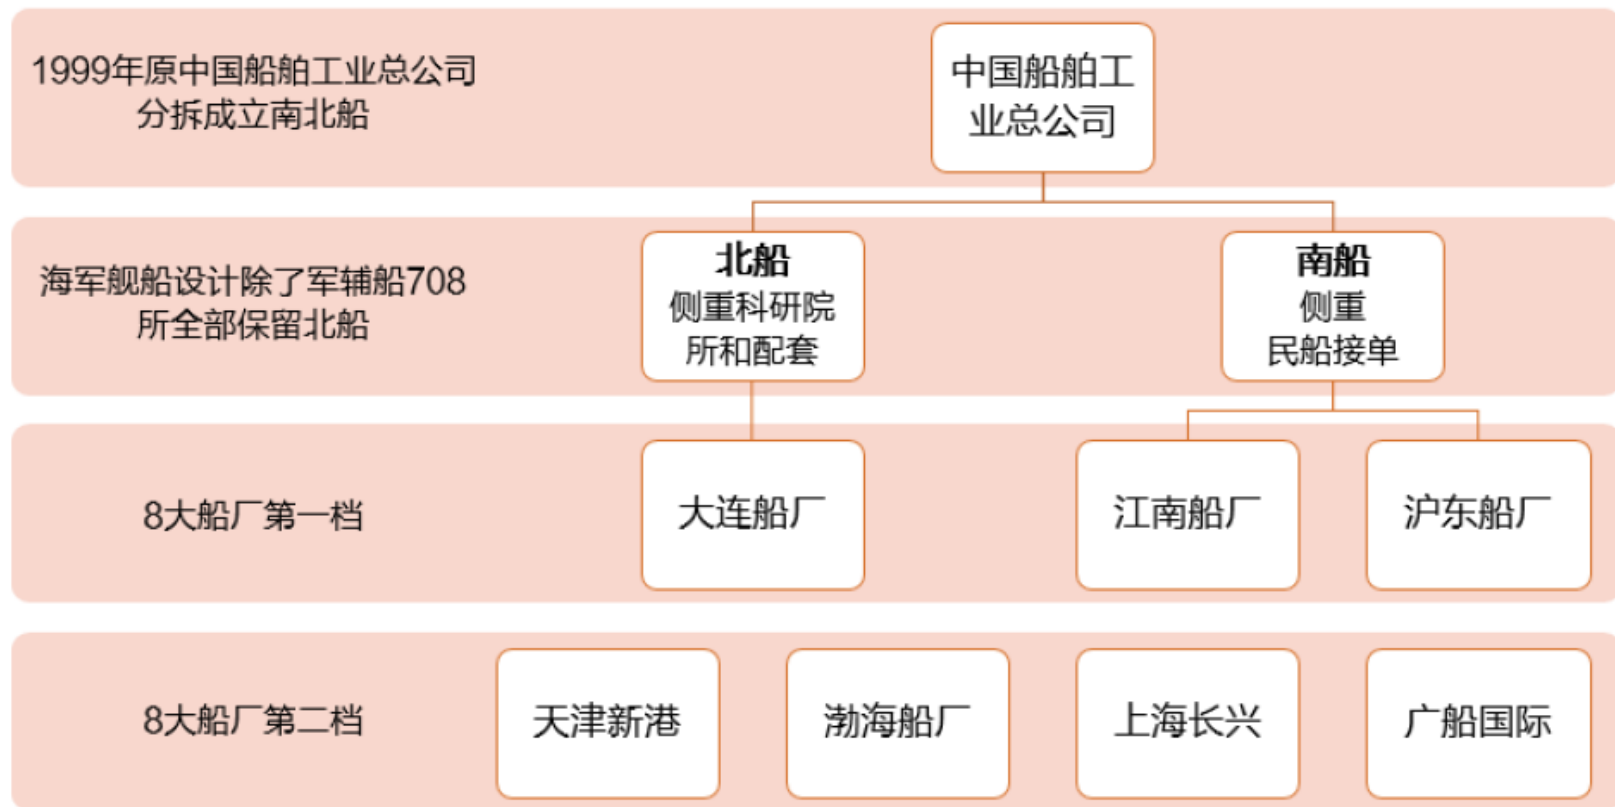 1999年原中国船舶工业总公司
分拆成立南北船
中国船舶工
业总公司
海军舰船设计除了军辅船708
所全部保留北船
北船
侧重科研院
所和配套
南船
侧重
民船接单
8大船厂第一档
大连船厂
江南船厂
沪东船厂
8大船厂第二档
天津新港
渤海船厂
上海长兴
广船国际